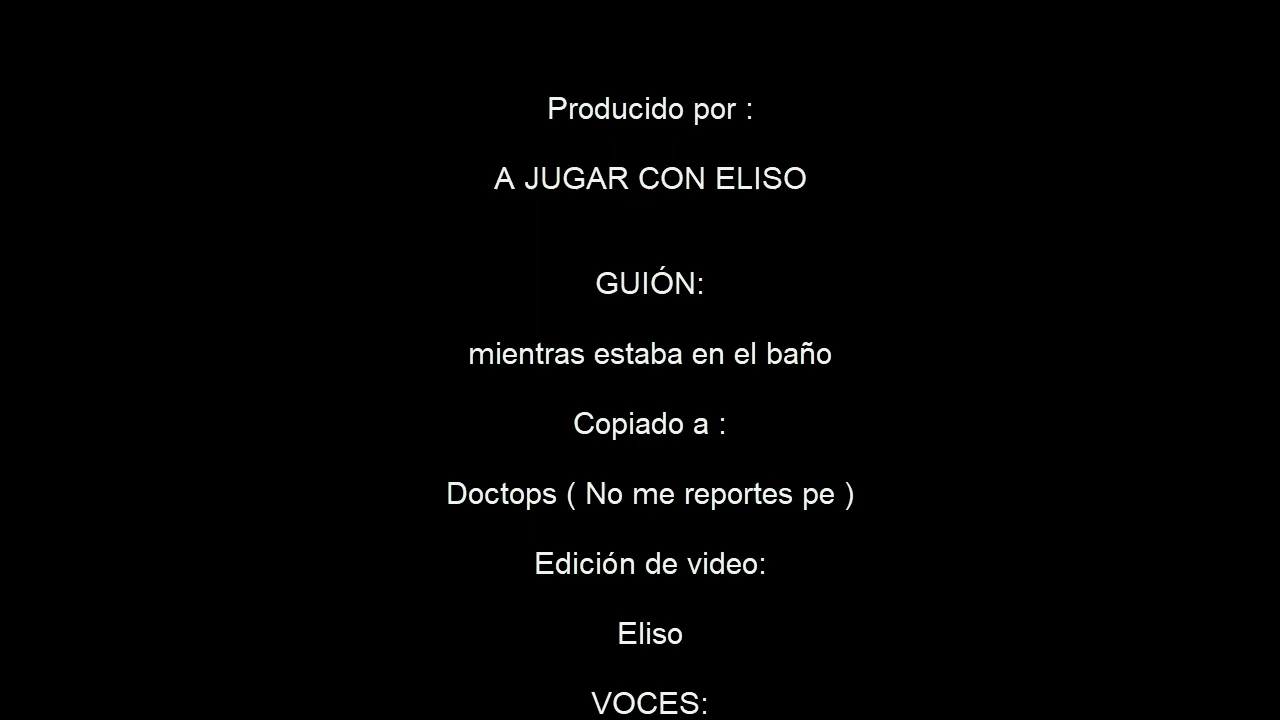 Producido por :
A JUGAR CON ELISO
GUIÓN:
mientras estaba en el baño
Copiado a :
Doctops ( No me reportes pe )
Edición de video:
Eliso
VOCES: